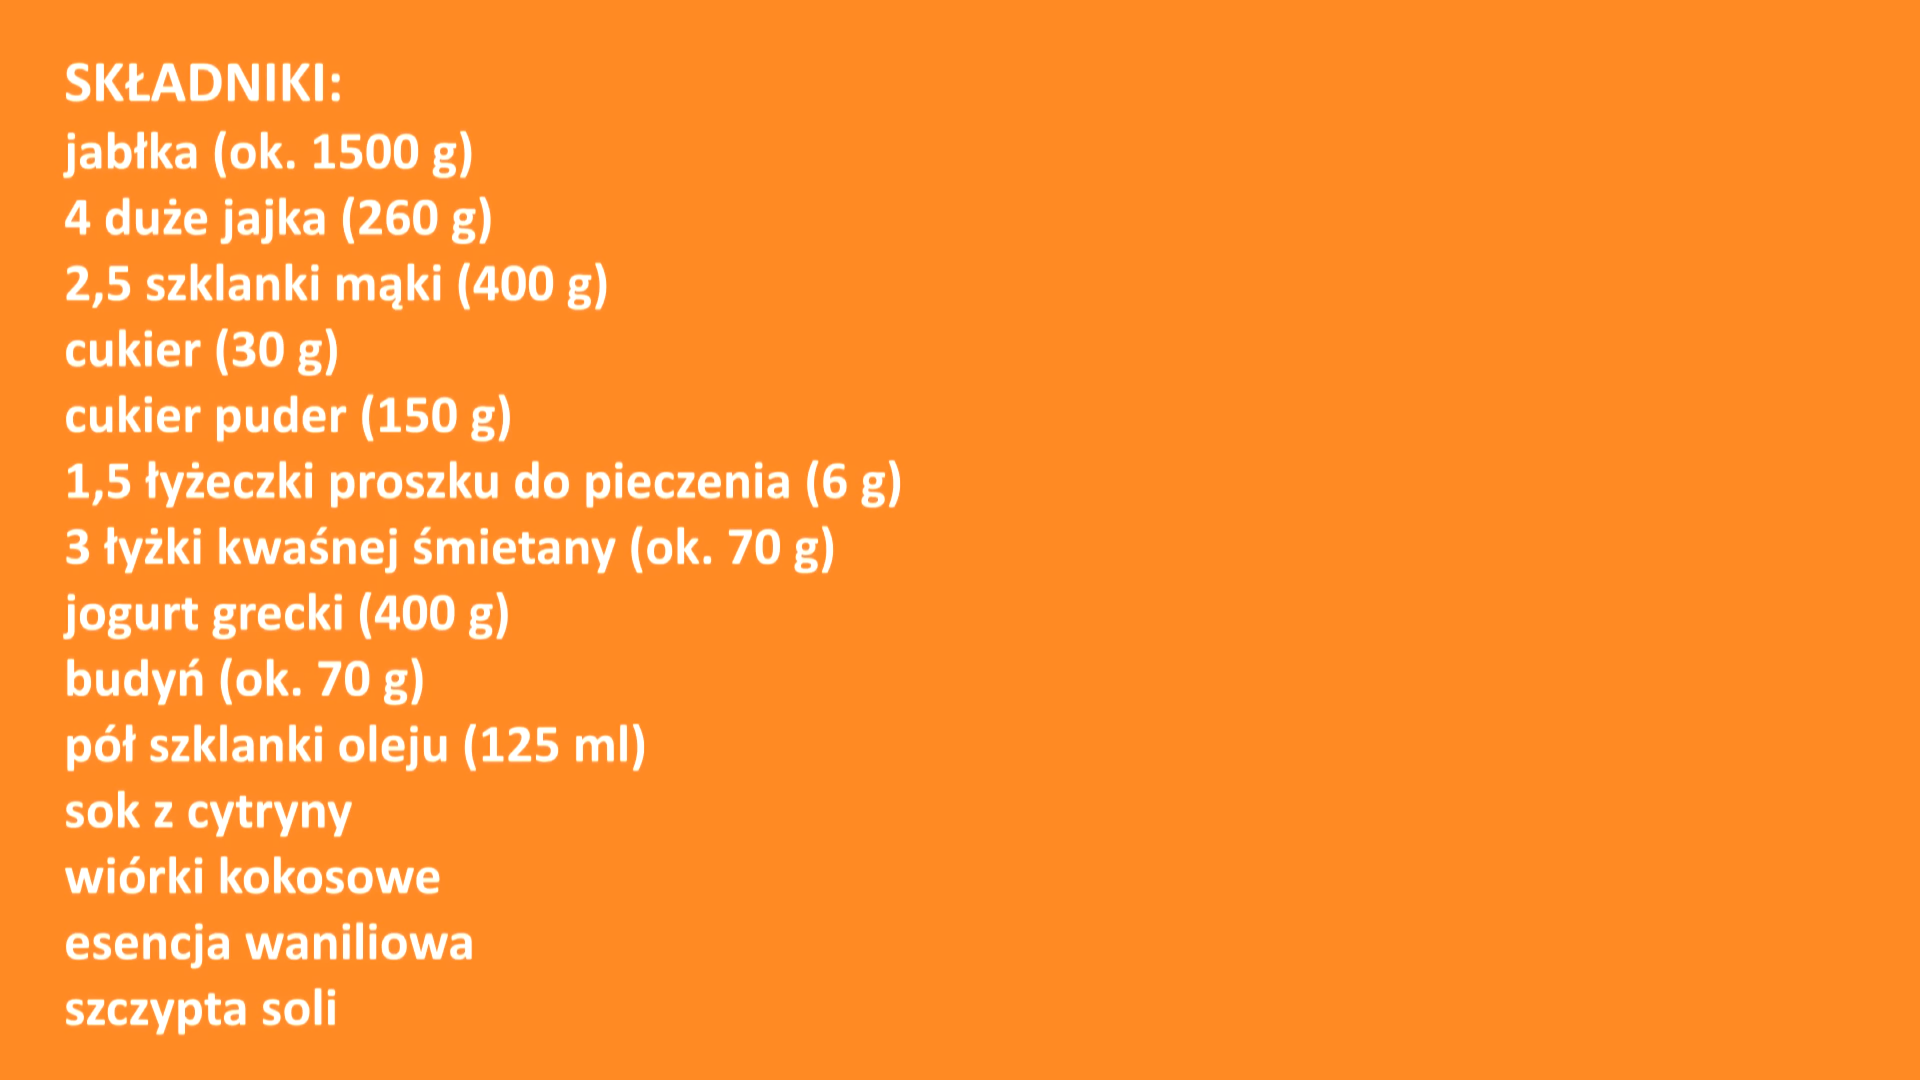 SKŁADNIKI:
jabłka (ok. 1500 g)
4 duże jajka (260 g)
2,5 szklanki mąki (400 g)
cukier (30 g)
cukier puder (150 g)
1,5 łyżeczki proszku do pieczenia (6 g)
3 łyżki kwaśnej śmietany (ok. 70 g)
jogurt grecki (400 g)
budyń (ok. 70 g)
pół szklanki oleju (125 ml)
sok z cytryny
wiórki kokosowe
esencja waniliowa
szczypta soli